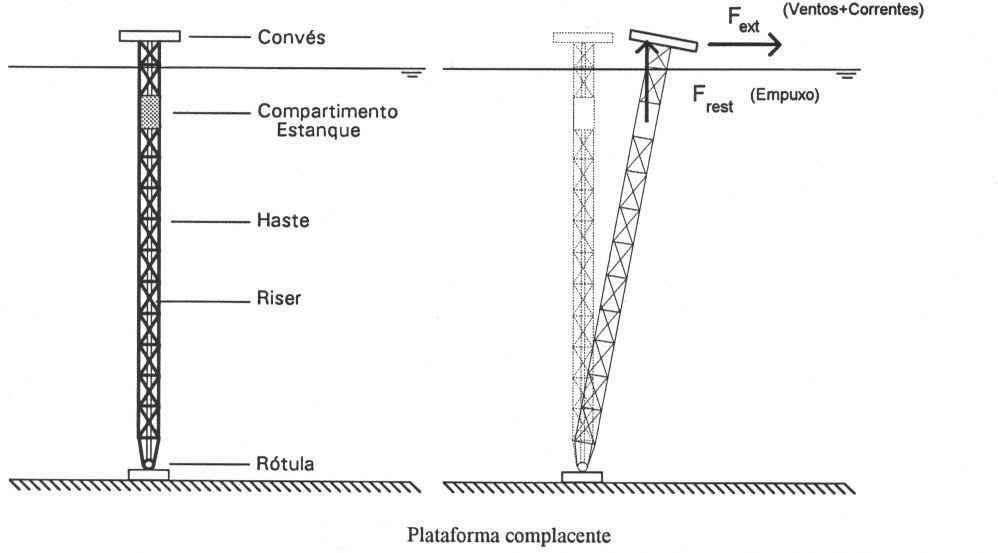 Convés
Compartimento
Estanque
Haste
Riser
Rótula
F ext (Ventos+Correntes)
F rest (Empuxo)
Plataforma complacente